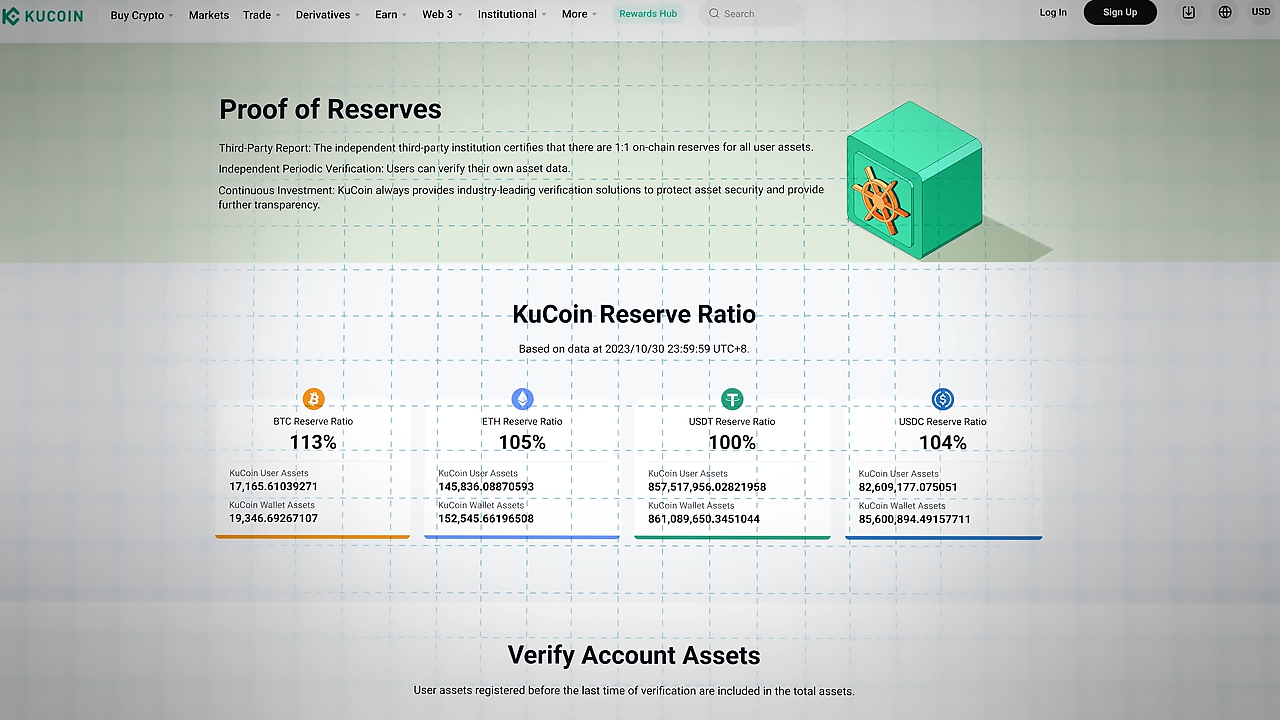 KUCOIN Buy Crypto Markets Trade Derivatives Earn Web 3 Institutional More Rewards Hub Search Log In Sign Up USD
Proof of Reserves
Third-Party Report: The independent third-party institution certifies that there are 1:1 on-chain reserves for all user assets.
Independent Periodic Verification: Users can verify their own asset data.
Continuous Investment: KuCoin always provides industry-leading verification solutions to protect asset security and provide
further transparency.
KuCoin Reserve Ratio
Based on data at 2023/10/30 23:59:59 UTC+8.
BTC Reserve Ratio
113%
KuCoin User Assets
17,165.61039271
KuCoin Wallet Assets
19,346.69267107
ETH Reserve Ratio
105%
KuCoin User Assets
145,836.08870593
KuCoin Wallet Assets
152,545.66196508
USDT Reserve Ratio
100%
KuCoin User Assets
857,517,956.02821958
KuCoin Wallet Assets
861,089,650.3451044
USDC Reserve Ratio
104%
KuCoin User Assets
82,609,177.075051
KuCoin Wallet Assets
85,600,894.49157711
Verify Account Assets
User assets registered before the last time of verification are included in the total assets.